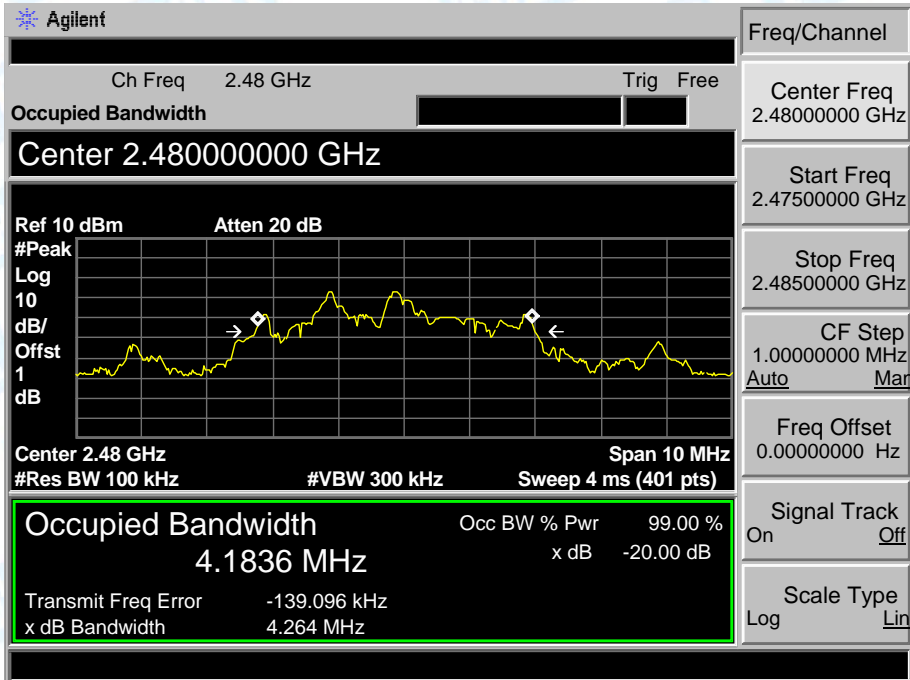 Agilent
Freq/Channel
Ch Freq 2.48 GHz Trig Free
Occupied Bandwidth
Center 2.480000000 GHz
Center Freq
2.48000000 GHz
Start Freq
2.47500000 GHz
Stop Freq
2.48500000 GHz
CF Step
1.00000000 MHz
Auto Mar
Freq Offset
0.00000000 Hz
Signal Track
On Off
Scale Type
Log Lin
Ref 10 dBm Atten 20 dB
#Peak
Log
10
dB/
Offst
1
dB
Center 2.48 GHz Span 10 MHz
#Res BW 100 kHz #VBW 300 kHz Sweep 4 ms (401 pts)
Occupied Bandwidth Occ BW % Pwr 99.00 %
4.1836 MHz x dB -20.00 dB
Transmit Freq Error -139.096 kHz
x dB Bandwidth 4.264 MHz